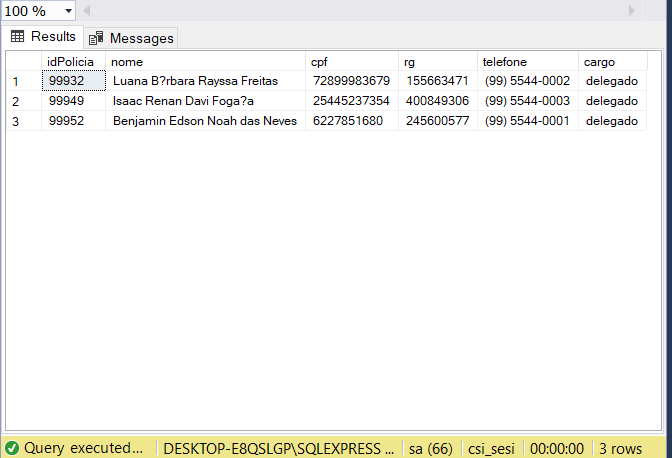 100 %
Results Messages
idPolicia nome cpf rg telefone cargo
1 99932 Luana B?rbara Rayssa Freitas 72899983679 155663471 (99) 5544-0002 delegado
2 99949 Isaac Renan Davi Foga?a 25445237354 400849306 (99) 5544-0003 delegado
3 99952 Benjamin Edson Noah das Neves 6227851680 245600577 (99) 5544-0001 delegado
Query executed... DESKTOP-E8QSLGP\SQLEXPRESS ... sa (66) csi_sesi 00:00:00 3 rows